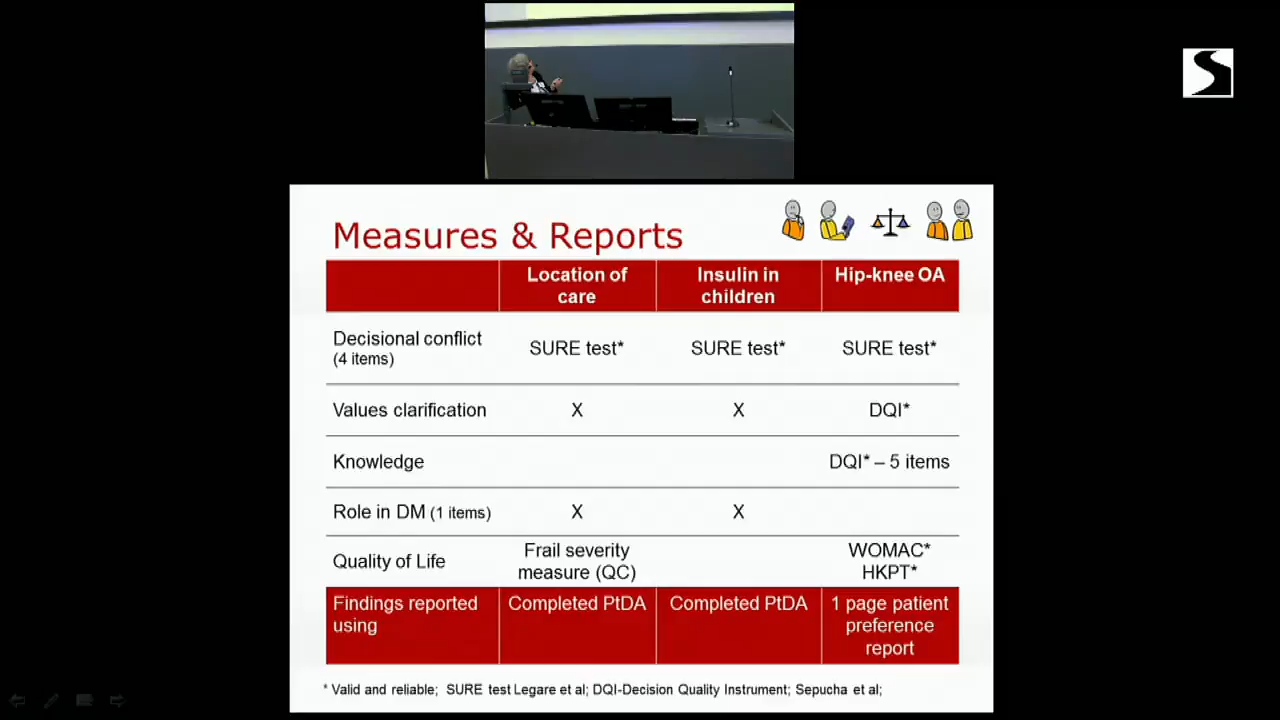 Measures & Reports
Location of care
Insulin in children
Hip-knee OA
Decisional conflict (4 items)
SURE test*
SURE test*
SURE test*
Values clarification
X
X
DQI*
Knowledge
DQI* – 5 items
Role in DM (1 items)
X
X
Quality of Life
Frail severity measure (QC)
WOMAC*
HKPT*
Findings reported using
Completed PtDA
Completed PtDA
1 page patient preference report
* Valid and reliable; SURE test Legare et al; DQI-Decision Quality Instrument; Sepucha et al;